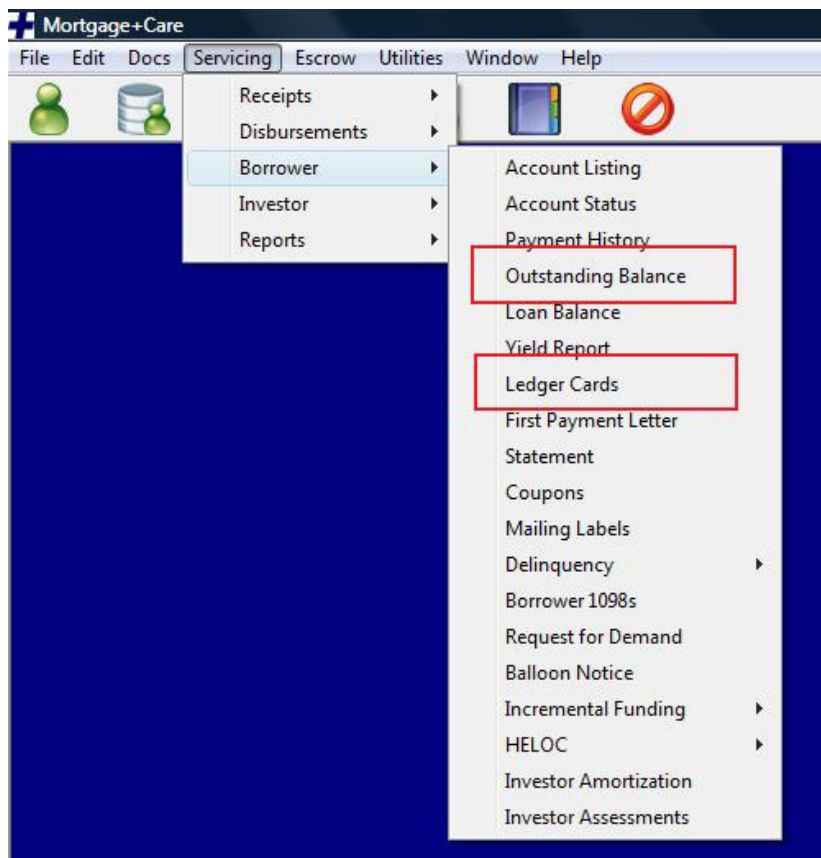 Mortgage+Care
File Edit Docs Servicing Escrow Utilities Window Help
Receipts
Disbursements
Borrower
Investor
Reports
Account Listing
Account Status
Payment History
Outstanding Balance
Loan Balance
Yield Report
Ledger Cards
First Payment Letter
Statement
Coupons
Mailing Labels
Delinquency
Borrower 1098s
Request for Demand
Balloon Notice
Incremental Funding
HELOC
Investor Amortization
Investor Assessments